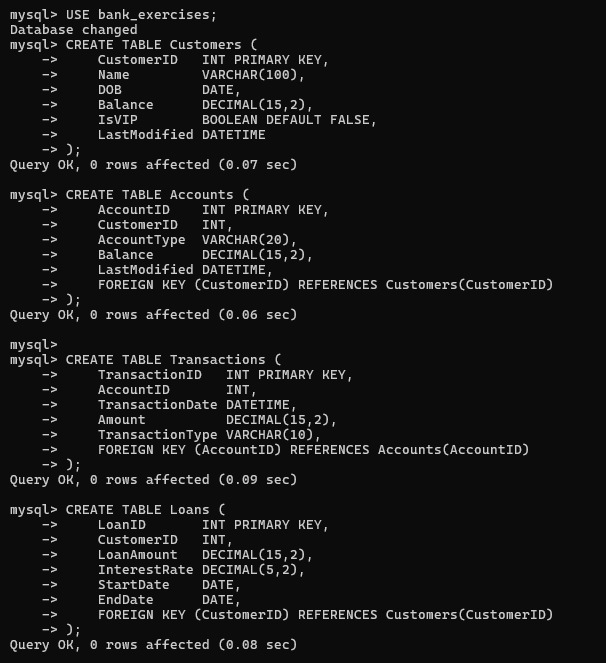 mysql> USE bank_exercises;
Database changed
mysql> CREATE TABLE Customers (
    ->     CustomerID   INT PRIMARY KEY,
    ->     Name         VARCHAR(100),
    ->     DOB          DATE,
    ->     Balance      DECIMAL(15,2),
    ->     IsVIP        BOOLEAN DEFAULT FALSE,
    ->     LastModified DATETIME
    -> );
Query OK, 0 rows affected (0.07 sec)

mysql> CREATE TABLE Accounts (
    ->     AccountID    INT PRIMARY KEY,
    ->     CustomerID   INT,
    ->     AccountType  VARCHAR(20),
    ->     Balance      DECIMAL(15,2),
    ->     LastModified DATETIME,
    ->     FOREIGN KEY (CustomerID) REFERENCES Customers(CustomerID)
    -> );
Query OK, 0 rows affected (0.06 sec)

mysql>
mysql> CREATE TABLE Transactions (
    ->     TransactionID   INT PRIMARY KEY,
    ->     AccountID       INT,
    ->     TransactionDate DATETIME,
    ->     Amount          DECIMAL(15,2),
    ->     TransactionType VARCHAR(10),
    ->     FOREIGN KEY (AccountID) REFERENCES Accounts(AccountID)
    -> );
Query OK, 0 rows affected (0.09 sec)

mysql> CREATE TABLE Loans (
    ->     LoanID       INT PRIMARY KEY,
    ->     CustomerID   INT,
    ->     LoanAmount   DECIMAL(15,2),
    ->     InterestRate DECIMAL(5,2),
    ->     StartDate    DATE,
    ->     EndDate      DATE,
    ->     FOREIGN KEY (CustomerID) REFERENCES Customers(CustomerID)
    -> );
Query OK, 0 rows affected (0.08 sec)